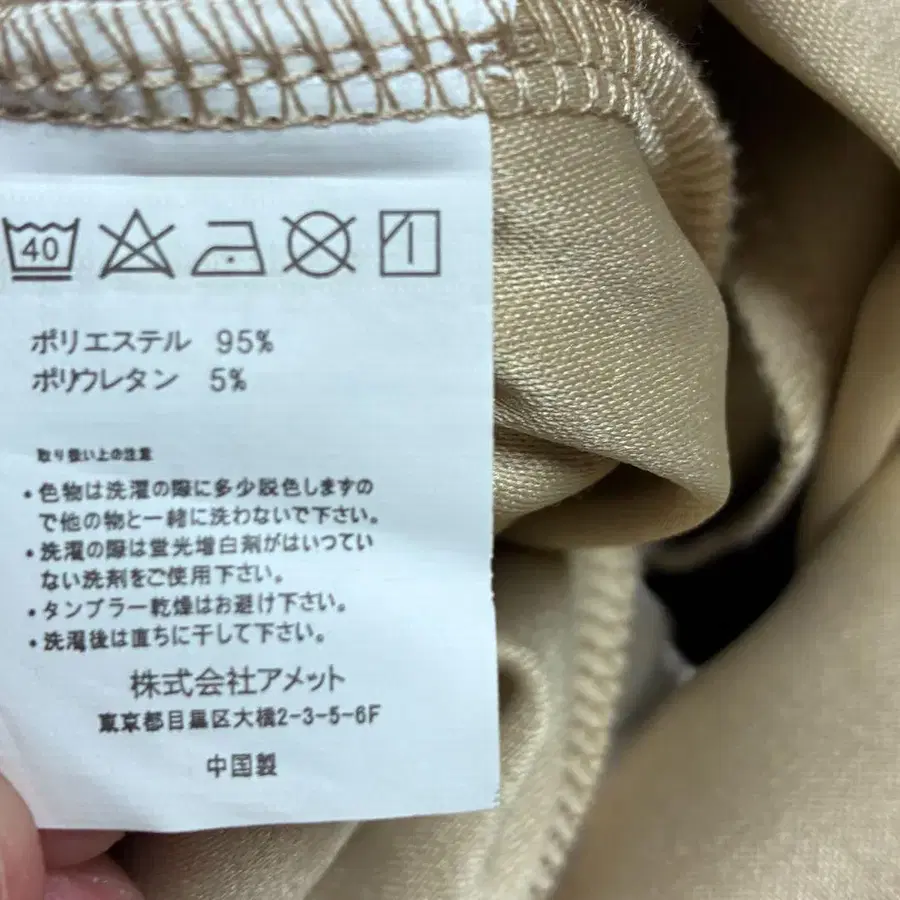 40
ポリエステル 95%
ポリウレタン 5%
取り扱い上の注意
・色物は洗濯の際に多少脱色しますの
で他の物と一緒に洗わないで下さい。
・洗濯の際は蛍光増白剤がはいってい
ない洗剤をご使用下さい。
・タンブラー乾燥はお避け下さい。
・洗濯後は直ちに干して下さい。
株式会社アメット
東京都目黒区大橋2-3-5-6F
中国製